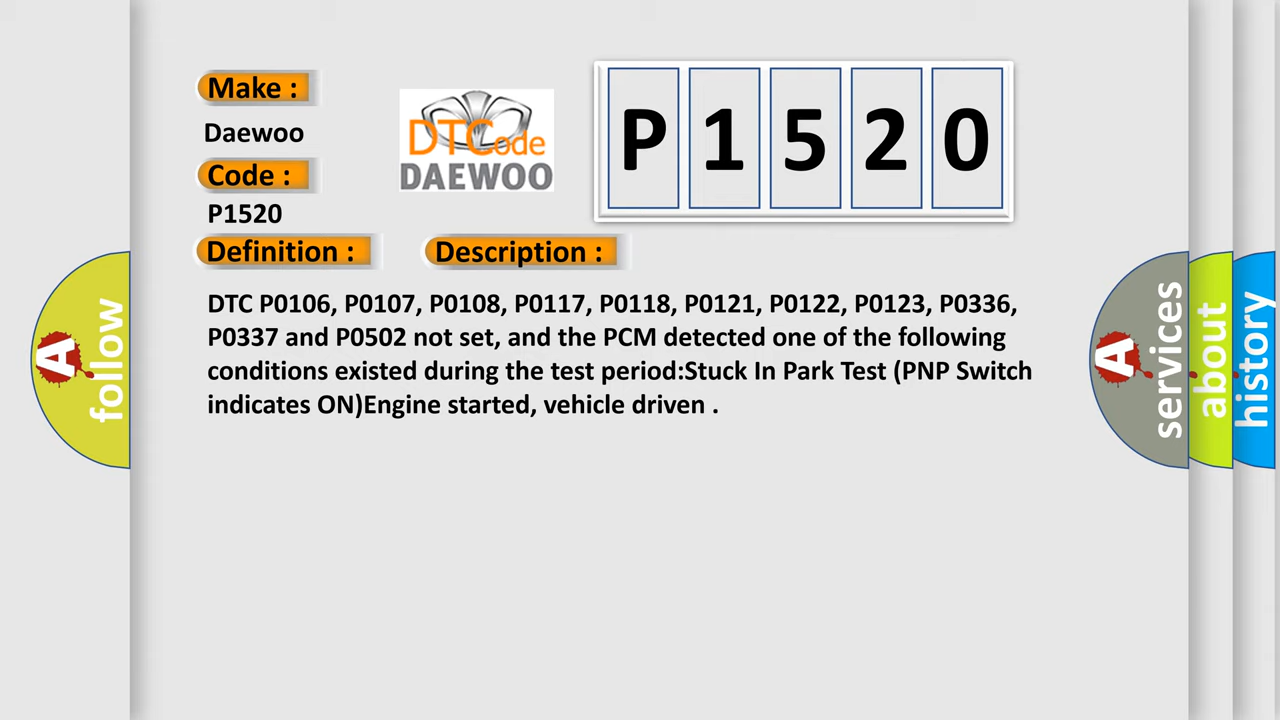 Make :
Daewoo
Code :
P1520
Definition :
Description :
DTCode
DAEWOO
P 1 5 2 0
DTC P0106, P0107, P0108, P0117, P0118, P0121, P0122, P0123, P0336,
P0337 and P0502 not set, and the PCM detected one of the following
conditions existed during the test period:Stuck In Park Test (PNP Switch
indicates ON)Engine started, vehicle driven .
A follow
A services
about
history